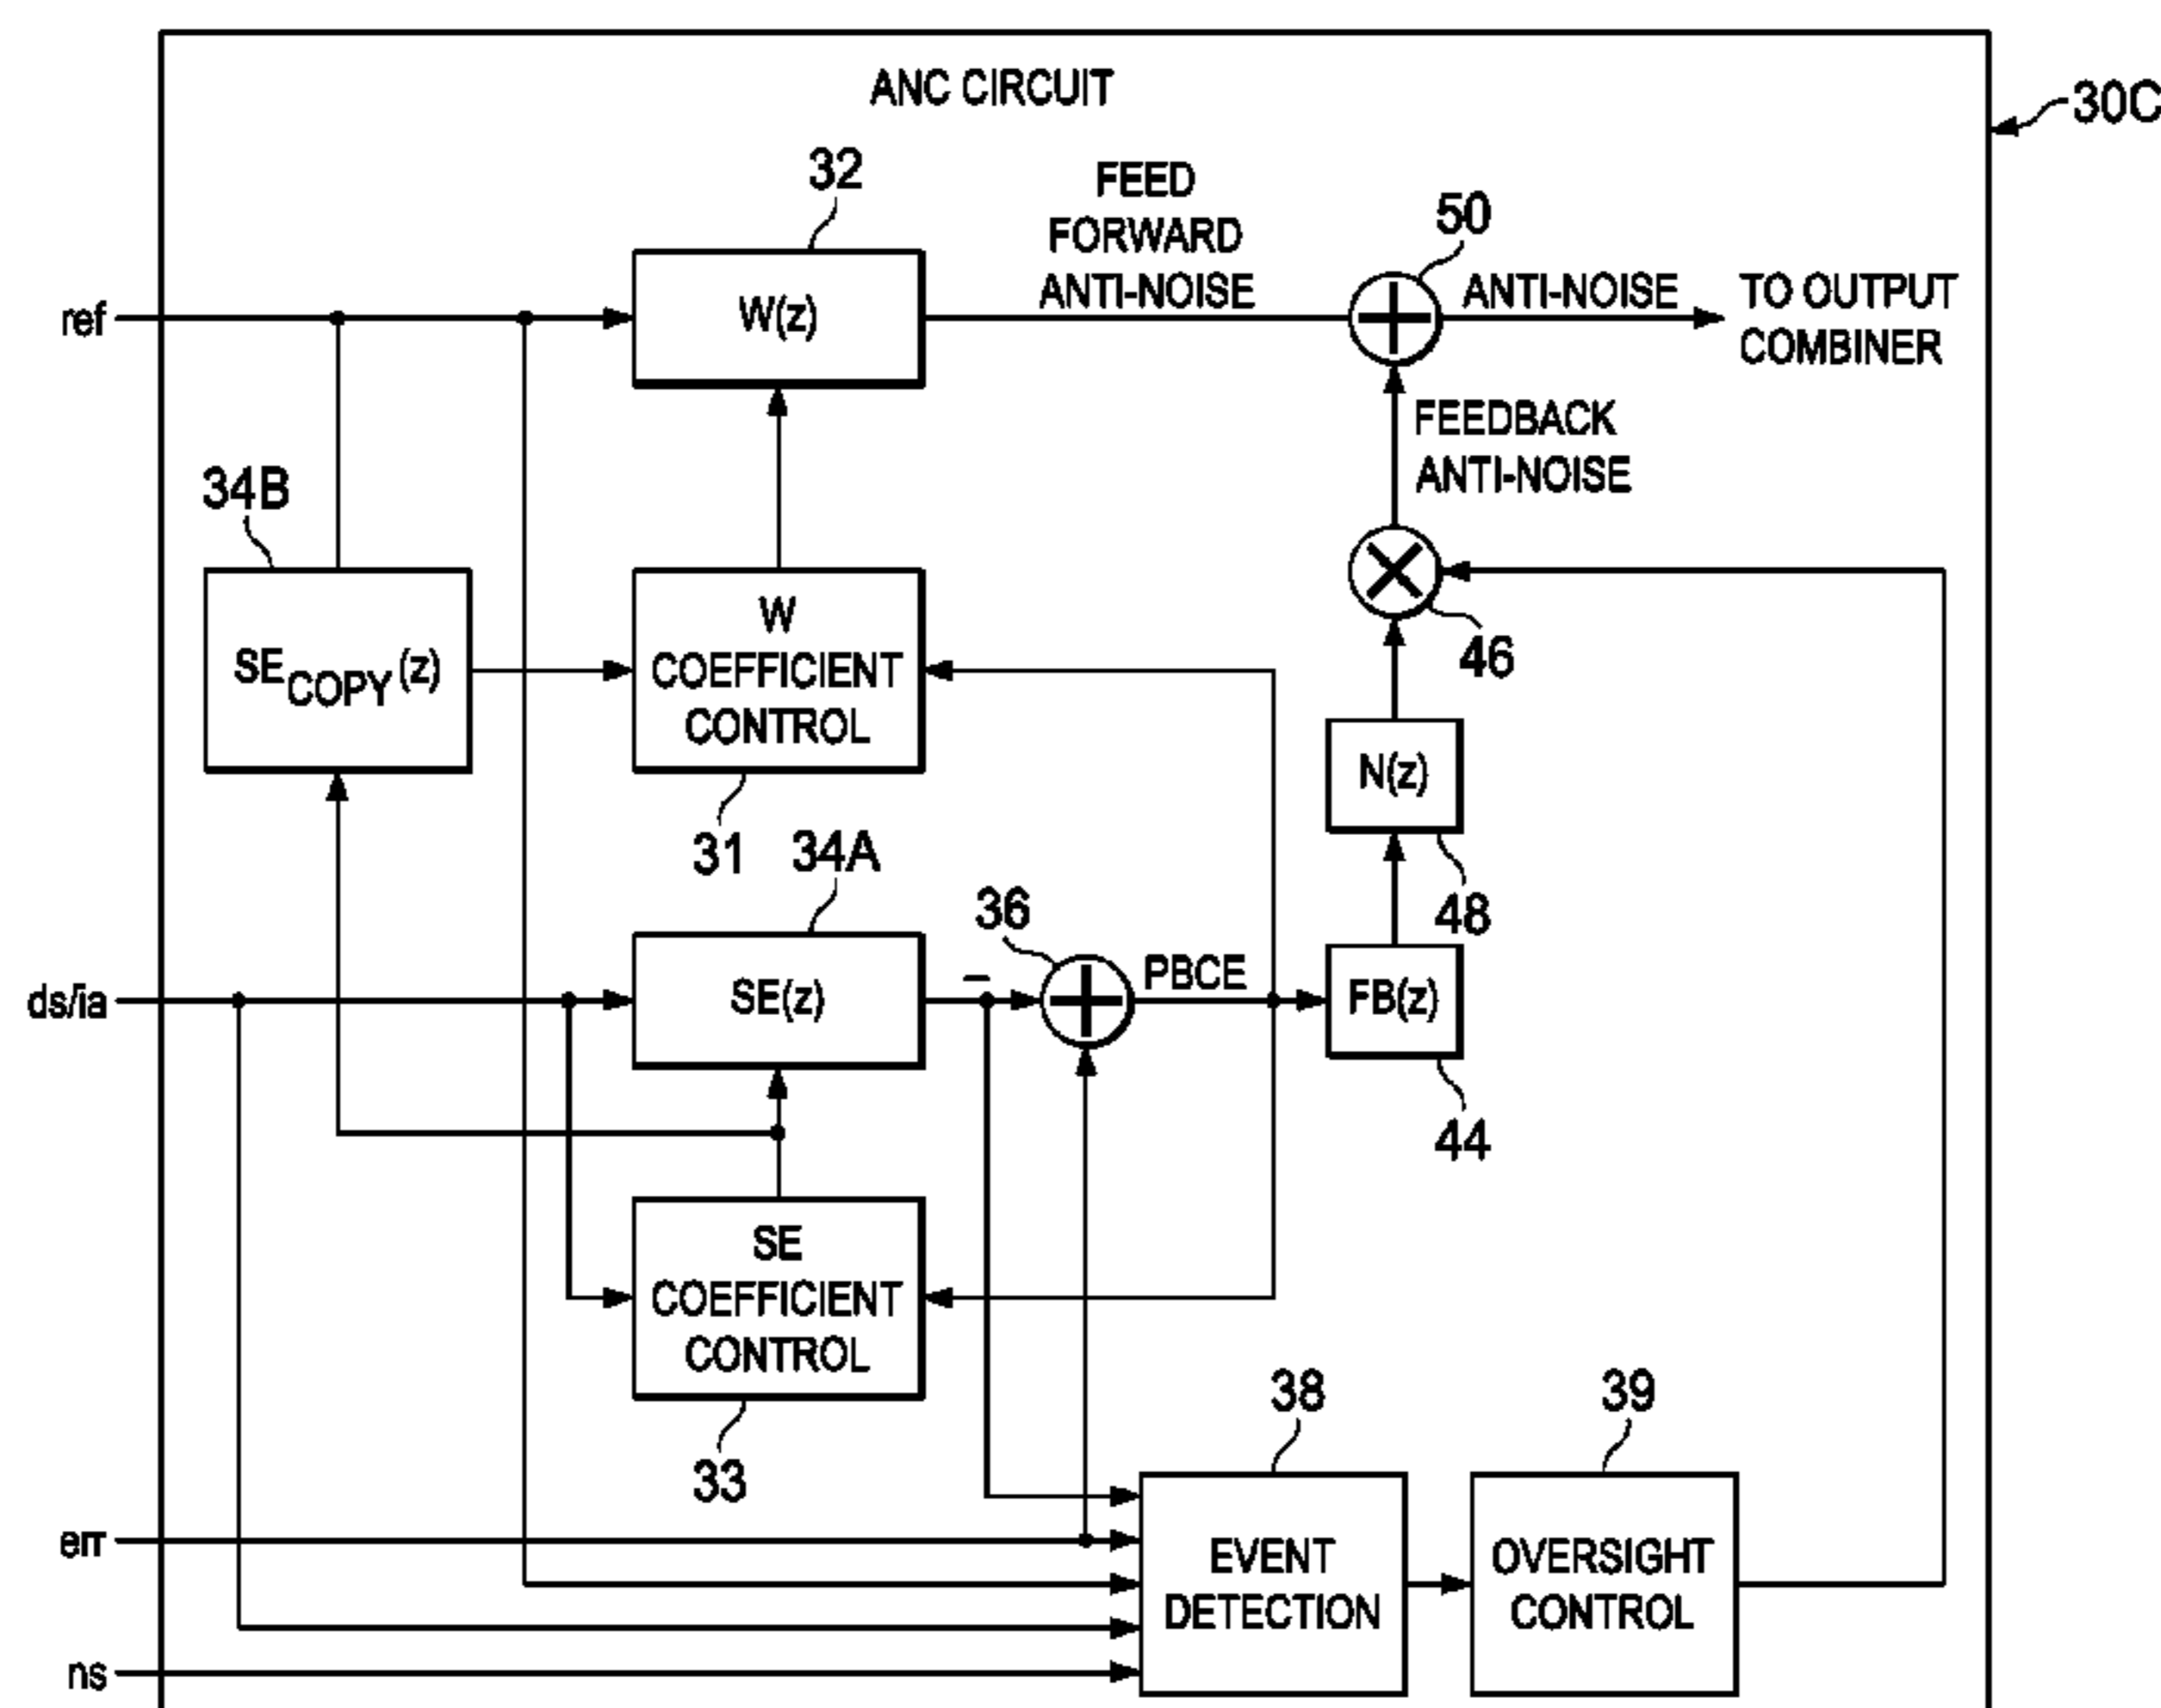 ANC CIRCUIT
30C
32
FEED
FORWARD
ANTI-NOISE
50
ref
W(z)
ANTI-NOISE
TO OUTPUT
COMBINER
FEEDBACK
ANTI-NOISE
34B
SE COPY (z)
W
COEFFICIENT
CONTROL
46
N(z)
31
34A
36
48
ds/ia
SE(z)
–
PBCE
FB(z)
44
SE
COEFFICIENT
CONTROL
33
38
39
err
EVENT
DETECTION
OVERSIGHT
CONTROL
ns